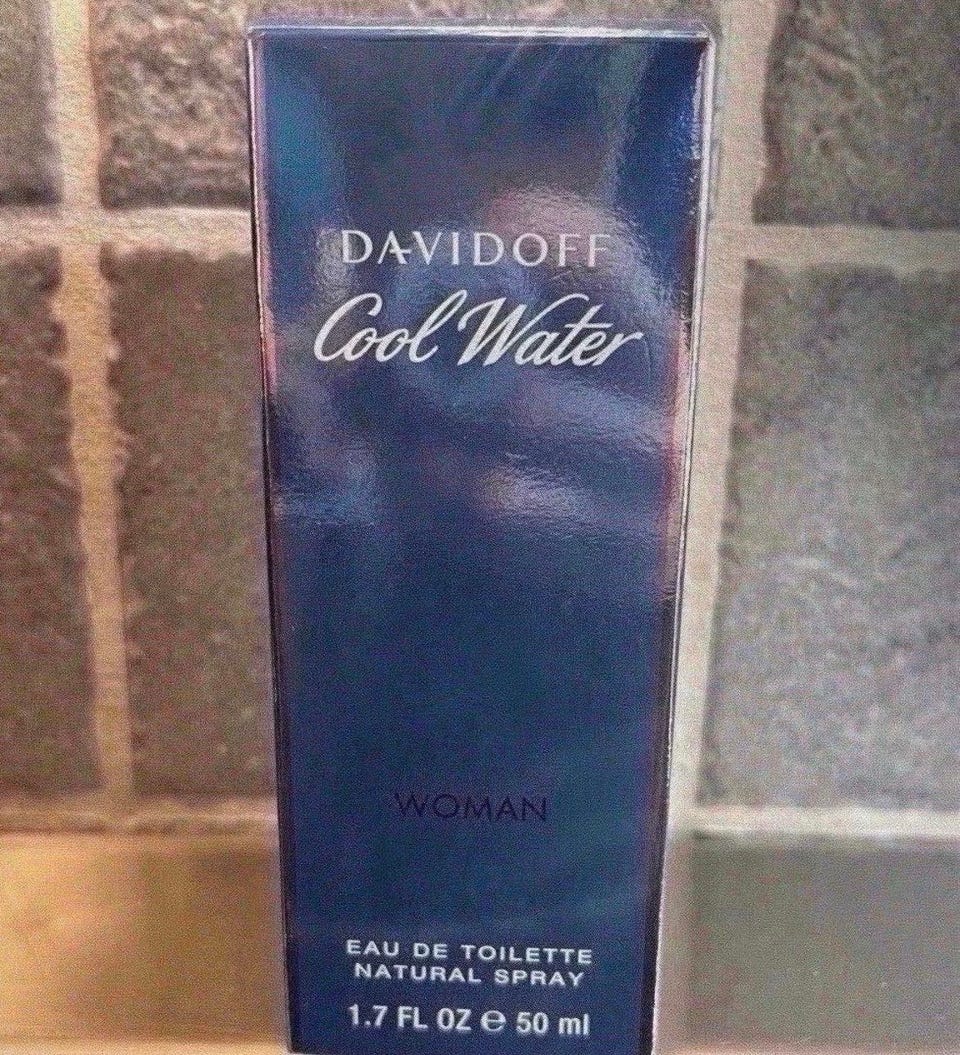 DAVIDOFF
Cool Water
WOMAN
EAU DE TOILETTE
NATURAL SPRAY
1.7 FL OZ ℮ 50 ml